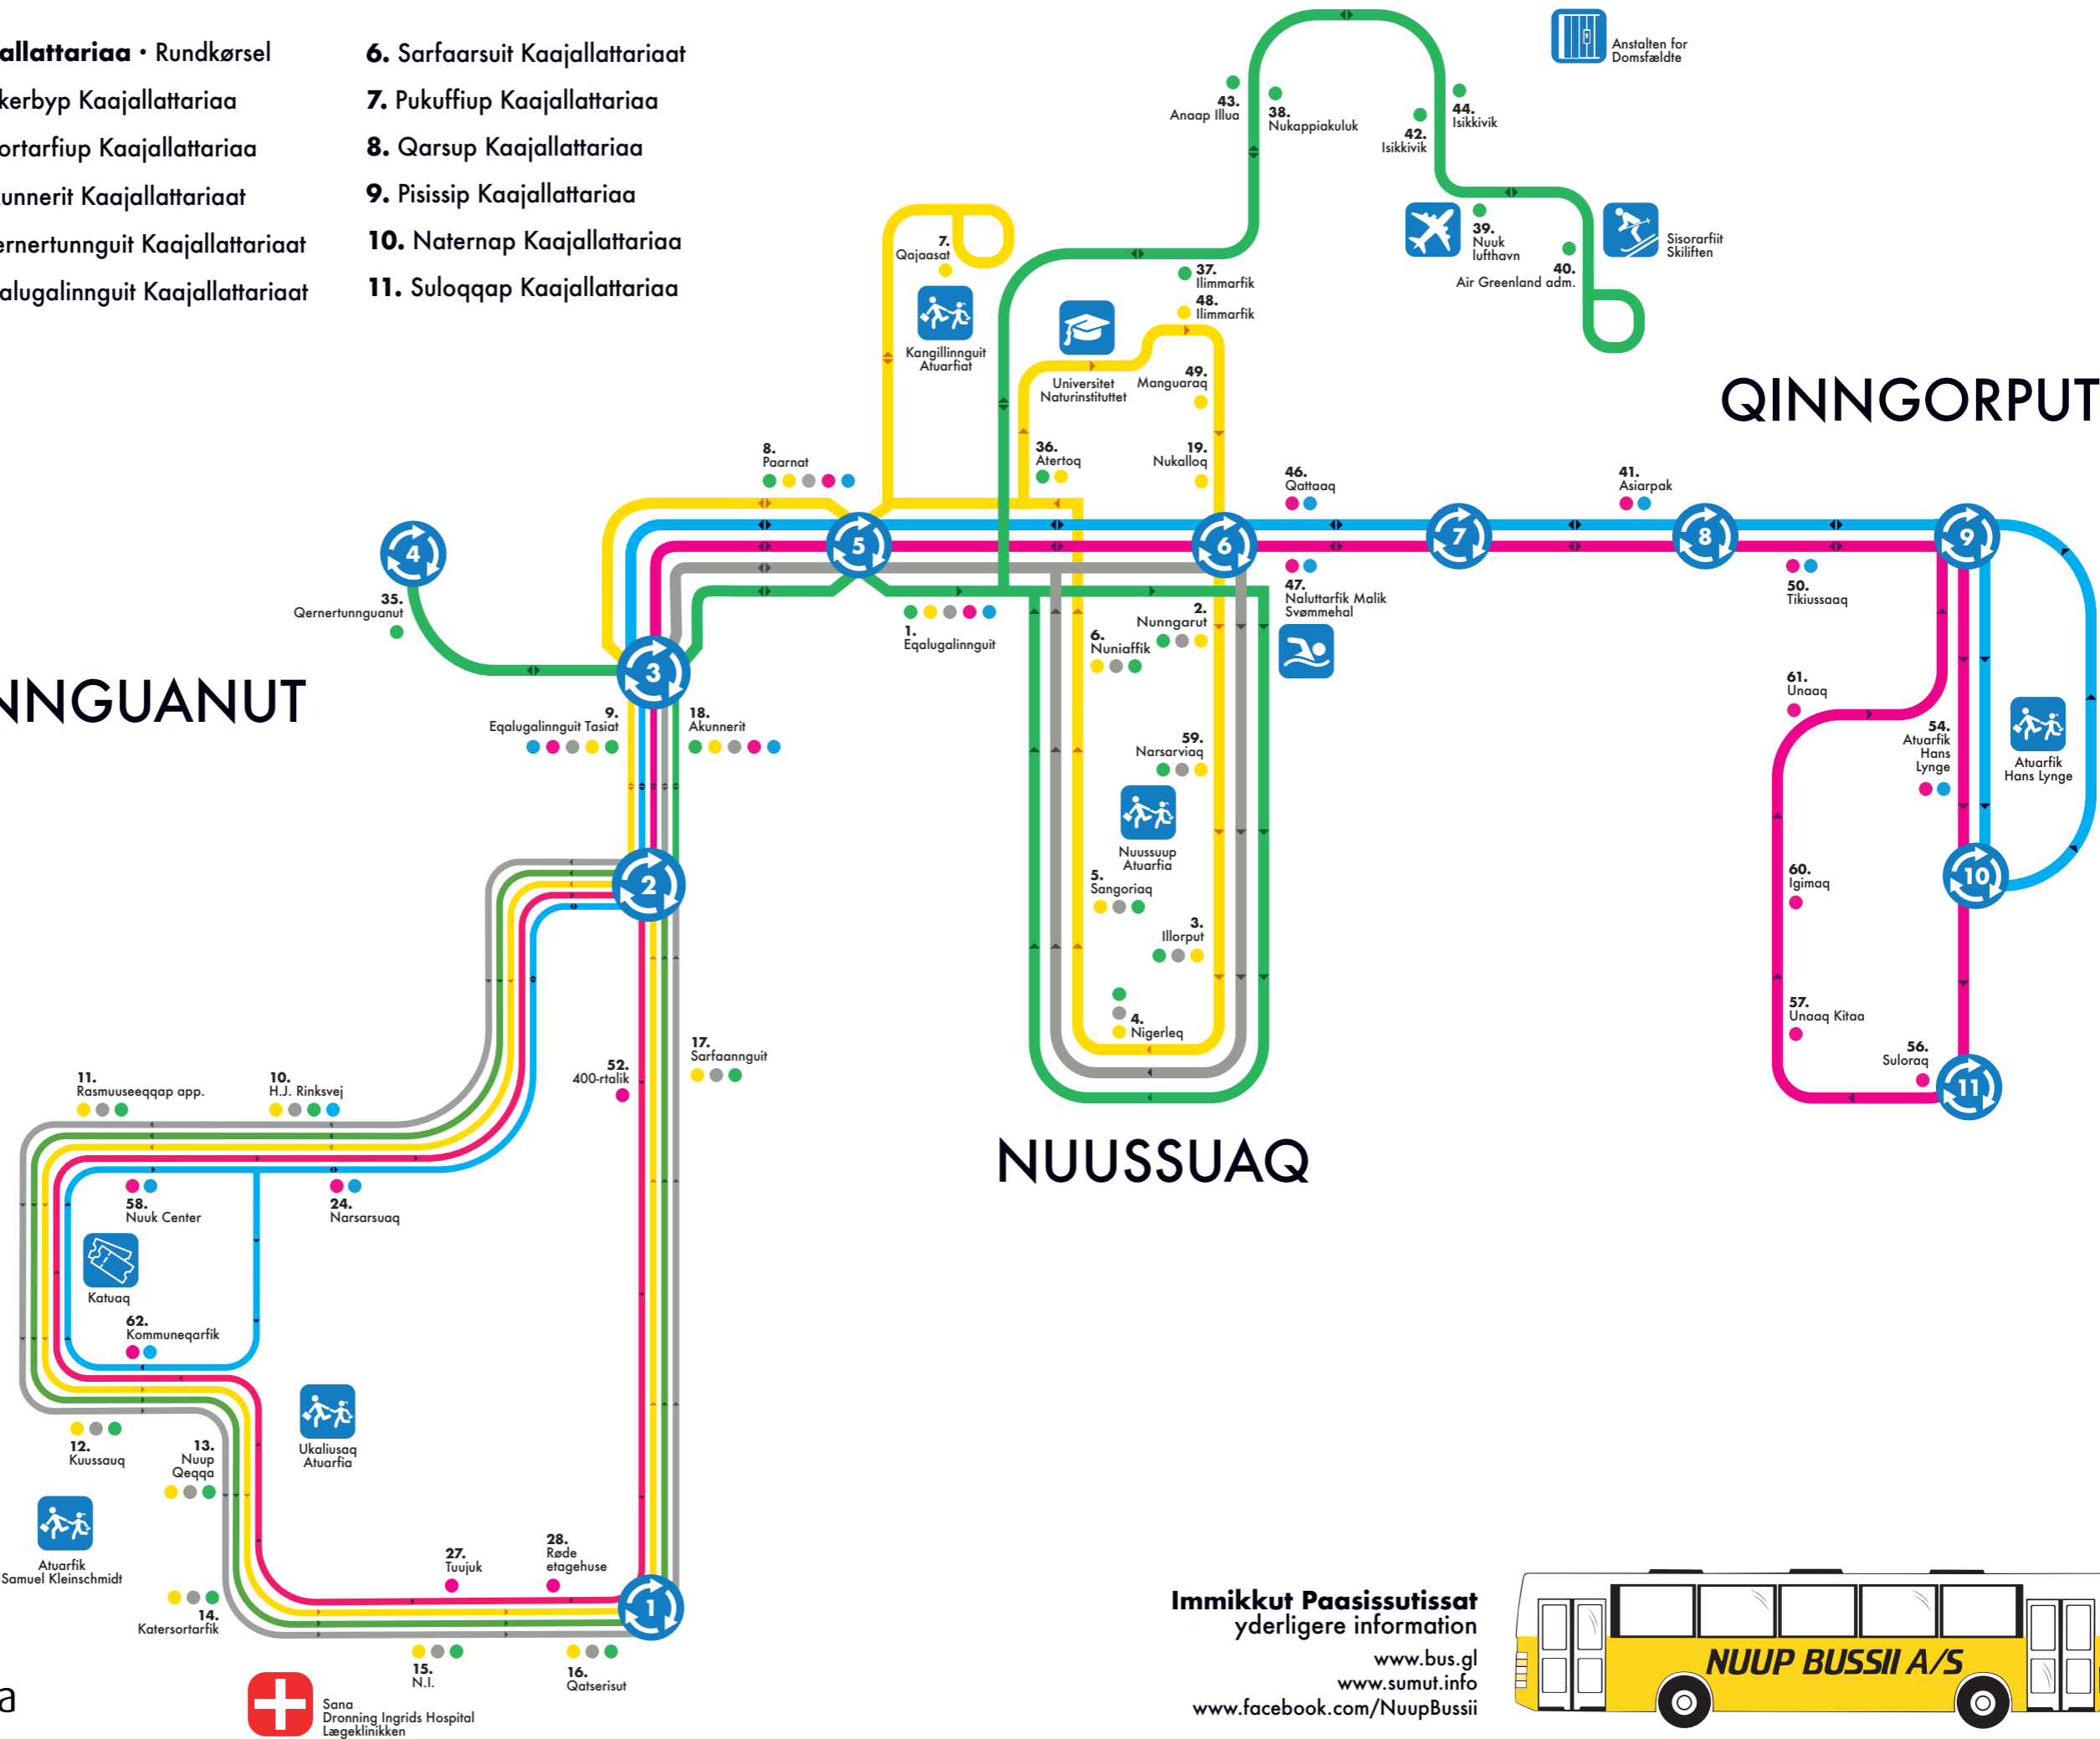 allattariaa • Rundkørsel
kerbyp Kaajallattariaa
ortarfiup Kaajallattariaa
unnerit Kaajallattariaat
ernertunnguit Kaajallattariaat
alugalinnguit Kaajallattariaat
6. Sarfaarsuit Kaajallattariaat
7. Pukuffiup Kaajallattariaa
8. Qarsup Kaajallattariaa
9. Pisissip Kaajallattariaa
10. Naternap Kaajallattariaa
11. Suloqqap Kaajallattariaa
Anstalten for
Domsfældte
43.
Anaap Illua
38.
Nukappiakuluk
44.
Isikkivik
42.
Isikkivik
39.
Nuuk
lufthavn
40.
Air Greenland adm.
Sisorarfiit
Skiliften
7.
Qajaasat
Kangillinnguit
Atuarfiat
37.
Ilimmarfik
48.
Ilimmarfik
Universitet
Naturinstituttet
49.
Manguaraq
36.
Atertoq
19.
Nukalloq
QINNGORPUT
8.
Paarnat
46.
Qattaaq
41.
Asiarpak
4
5
6
7
8
9
35.
Qernertunnguanut
1.
Eqalugalinnguit
6.
Nuniaffik
2.
Nunngarut
47.
Naluttarfik Malik
Svømmehal
50.
Tikiussaaq
3
NNGUANUT
9.
Eqalugalinnguit Tasiat
18.
Akunnerit
59.
Narsarviaq
61.
Unaaq
54.
Atuarfik
Hans
Lynge
Atuarfik
Hans Lynge
Nuussuup
Atuarfia
2
5.
Sangoriaq
3.
Illorput
60.
Igimaq
10
4.
Nigerleq
57.
Unaaq Kitaa
56.
Suloraq
11
52.
400-rtalik
17.
Sarfaannguit
11.
Rasmuuseeqqap app.
10.
H.J. Rinksvej
NUUSSUAQ
58.
Nuuk Center
24.
Narsarsuaq
Katuaq
62.
Kommuneqarfik
12.
Kuussauq
13.
Nuup
Qeqqa
Ukaliusaq
Atuarfia
Atuarfik
Samuel Kleinschmidt
14.
Katersortarfik
27.
Tuujuk
28.
Røde
etagehuse
1
15.
N.I.
16.
Qatserisut
Sana
Dronning Ingrids Hospital
Lægeklinikken
a
Immikkut Paasissutissat
yderligere information
www.bus.gl
www.sumut.info
www.facebook.com/NuupBussii
NUUP BUSSII A/S